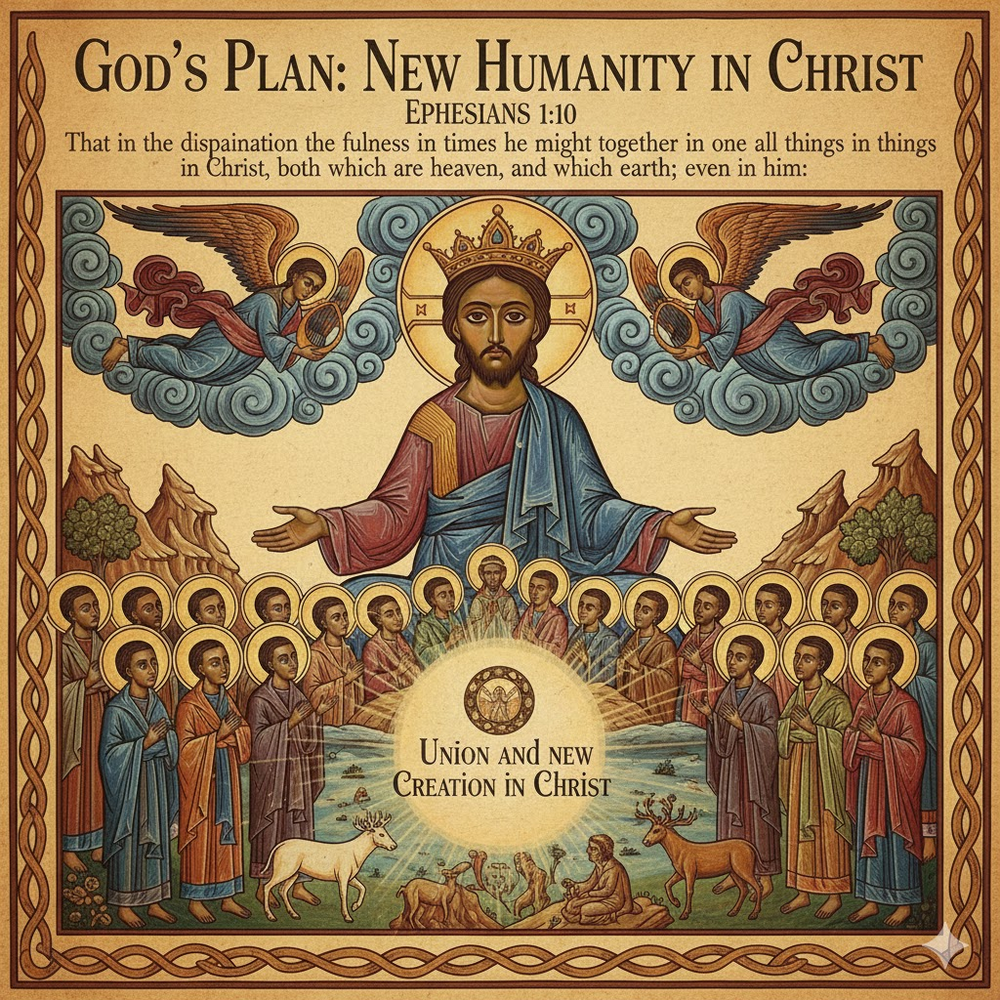 God's Plan: New Humanity in Christ
Ephesians 1:10
That in the dispaination the fulness in times he might together in one all things in things
in Christ, both which are heaven, and which earth; even in him:
Union and new
Creation in Christ